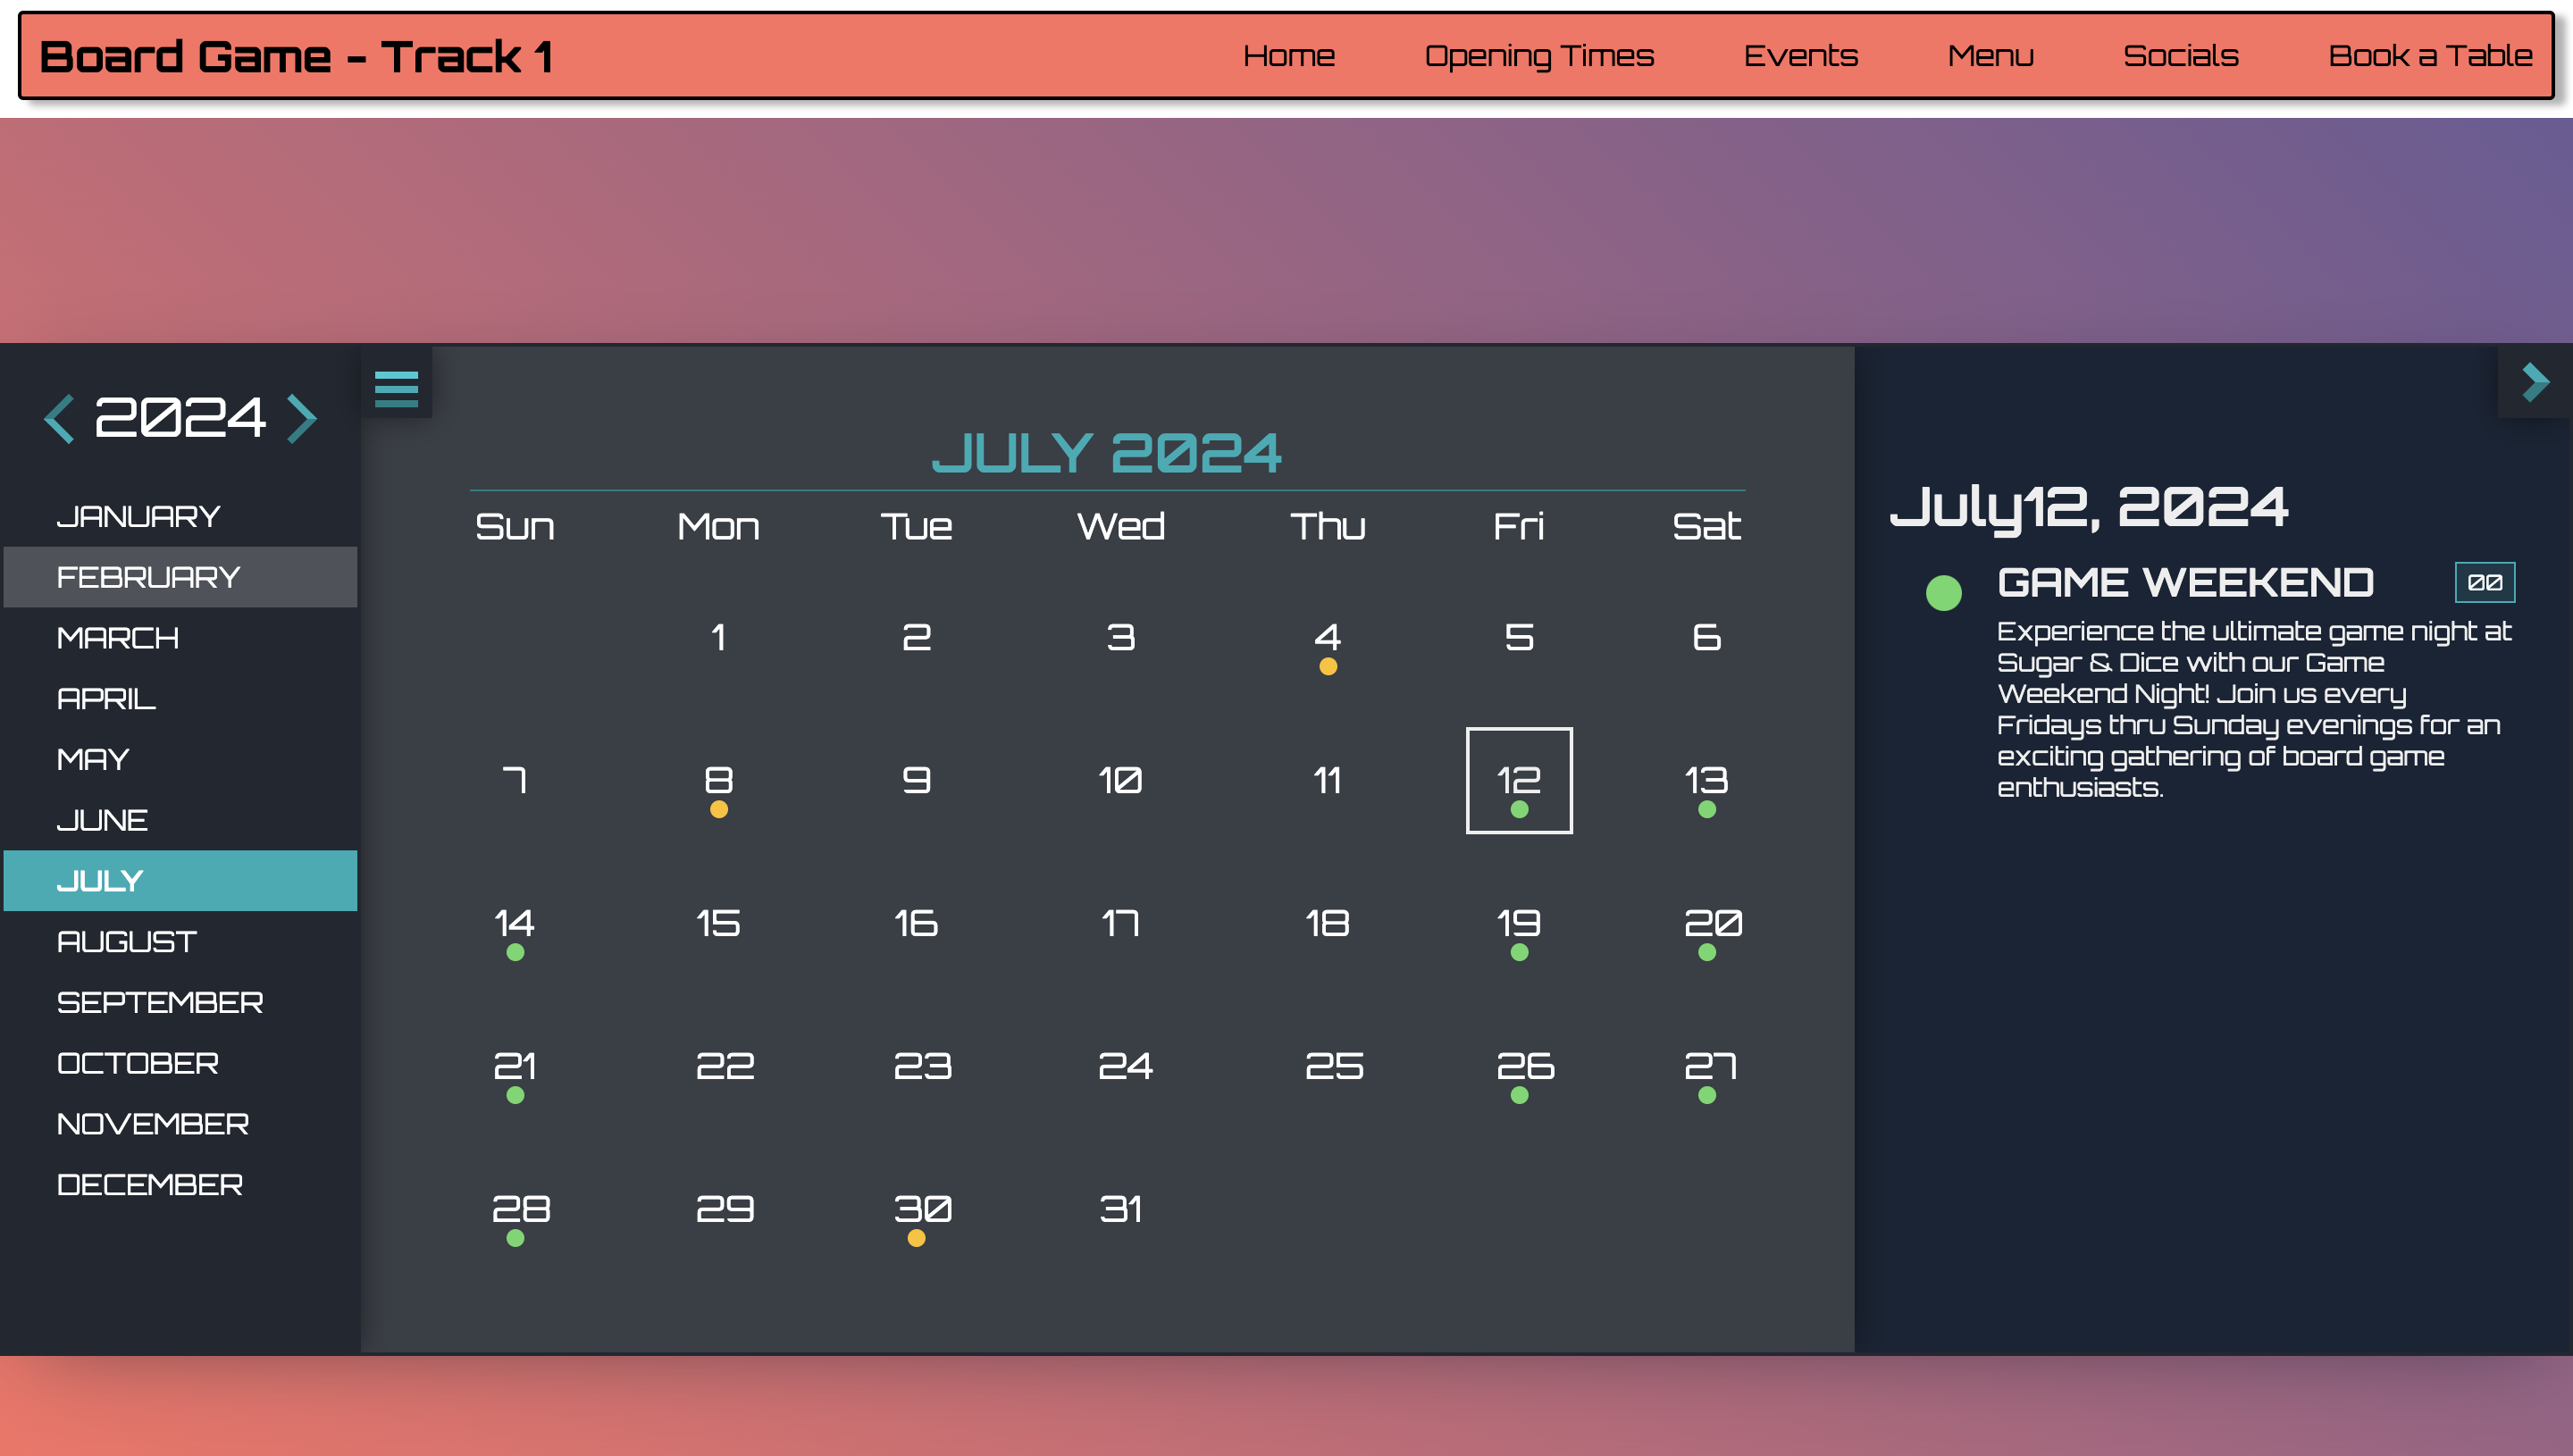 Board Game - Track 1
Home Opening Times Events Menu Socials Book a Table
2024
JANUARY
FEBRUARY
MARCH
APRIL
MAY
JUNE
JULY
AUGUST
SEPTEMBER
OCTOBER
NOVEMBER
DECEMBER
JULY 2024
Sun Mon Tue Wed Thu Fri Sat
1 2 3 4 5 6
7 8 9 10 11 12 13
14 15 16 17 18 19 20
21 22 23 24 25 26 27
28 29 30 31
July12, 2024
GAME WEEKEND 00
Experience the ultimate game night at
Sugar & Dice with our Game
Weekend Night! Join us every
Fridays thru Sunday evenings for an
exciting gathering of board game
enthusiasts.